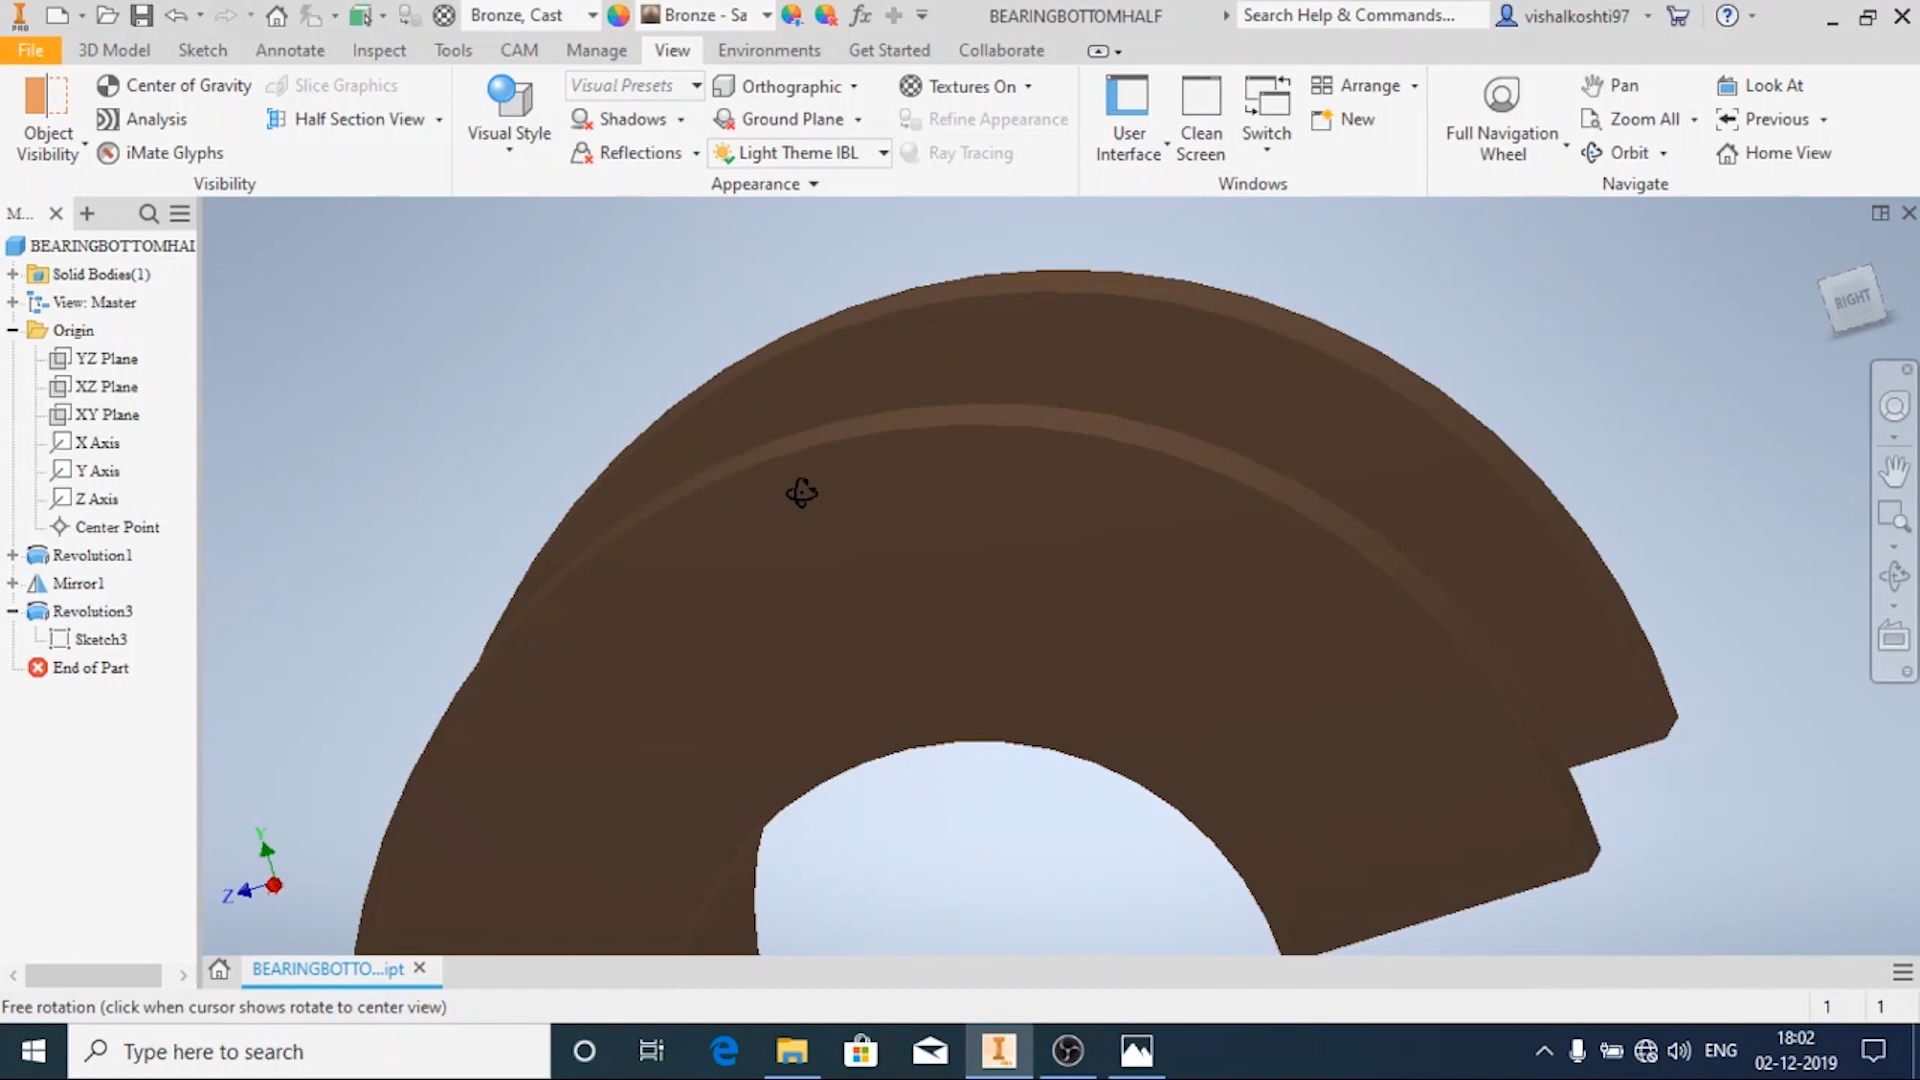 PRO
Bronze, Cast
Bronze - Sa
fx
BEARINGBOTTOMHALF
Search Help & Commands...
vishalkoshti97
File
3D Model
Sketch
Annotate
Inspect
Tools
CAM
Manage
View
Environments
Get Started
Collaborate
Object
Visibility
Center of Gravity
Slice Graphics
Analysis
Half Section View
iMate Glyphs
Visibility
Visual Style
Visual Presets
Orthographic
Textures On
Shadows
Ground Plane
Refine Appearance
Reflections
Light Theme IBL
Ray Tracing
Appearance
User
Interface
Clean
Screen
Switch
Arrange
New
Windows
Full Navigation
Wheel
Pan
Look At
Zoom All
Previous
Orbit
Home View
Navigate
M...
BEARINGBOTTOMHAL
Solid Bodies(1)
View: Master
Origin
YZ Plane
XZ Plane
XY Plane
X Axis
Y Axis
Z Axis
Center Point
Revolution1
Mirror1
Revolution3
Sketch3
End of Part
RIGHT
Y
Z
BEARINGBOTTO...ipt
Free rotation (click when cursor shows rotate to center view)
1
1
Type here to search
ENG
18:02
02-12-2019